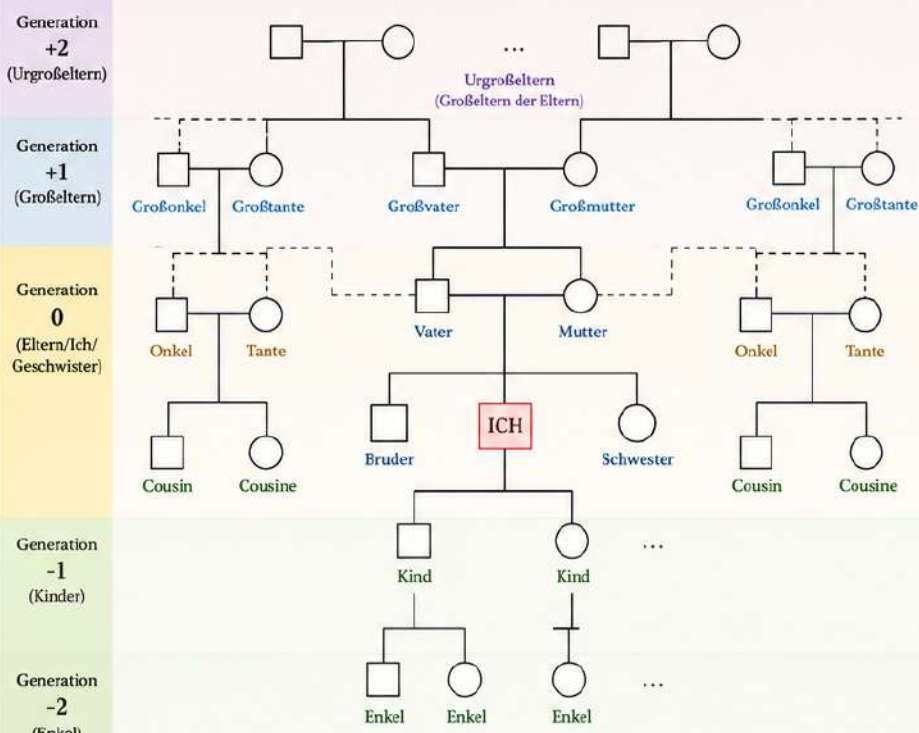 Generation
+2
(Urgroßeltern)
...
Urgroßeltern
(Großeltern der Eltern)
Generation
+1
(Großeltern)
Großonkel
Großtante
Großvater
Großmutter
Großonkel
Großtante
Generation
0
(Eltern/Ich/
Geschwister)
Onkel
Tante
Vater
Mutter
Onkel
Tante
ICH
Bruder
Schwester
Cousin
Cousine
Cousin
Cousine
Generation
-1
(Kinder)
...
Kind
Kind
Generation
-2
(Enkel)
...
Enkel
Enkel
Enkel